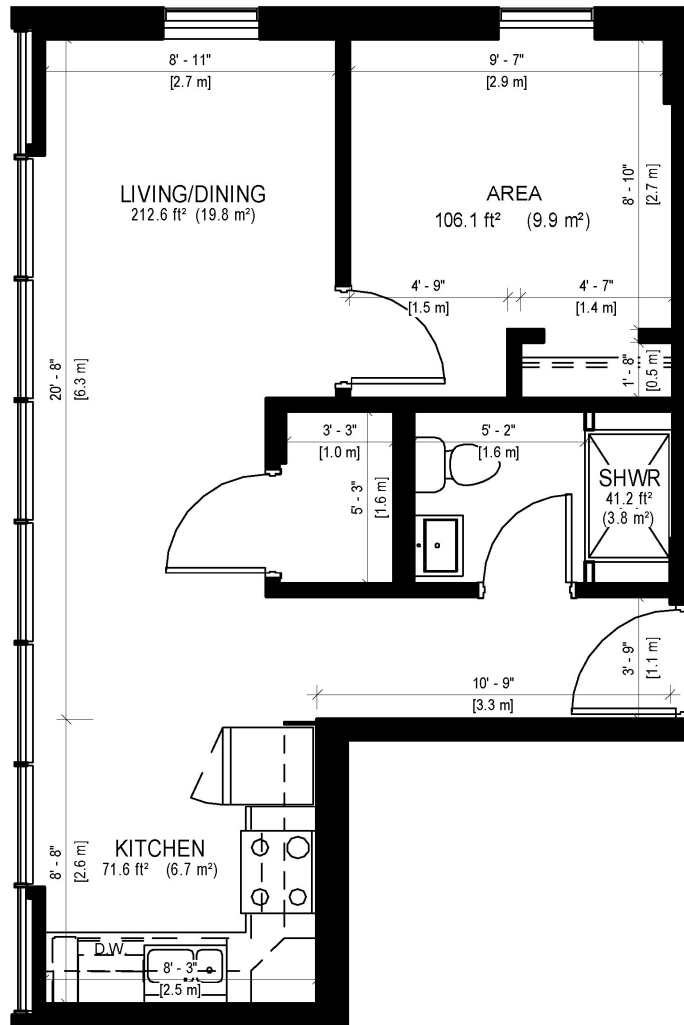 8' - 11"
[2.7 m]
9' - 7"
[2.9 m]
LIVING/DINING
212.6 ft² (19.8 m²)
AREA
106.1 ft² (9.9 m²)
8' - 10"
[2.7 m]
4' - 9"
[1.5 m]
4' - 7"
[1.4 m]
20' - 8"
[6.3 m]
1' - 8"
[0.5 m]
3' - 3"
[1.0 m]
5' - 3"
[1.6 m]
5' - 2"
[1.6 m]
SHWR
41.2 ft²
(3.8 m²)
3' - 9"
[1.1 m]
10' - 9"
[3.3 m]
KITCHEN
71.6 ft² (6.7 m²)
8' - 8"
[2.6 m]
D.W.
8' - 3"
[2.5 m]